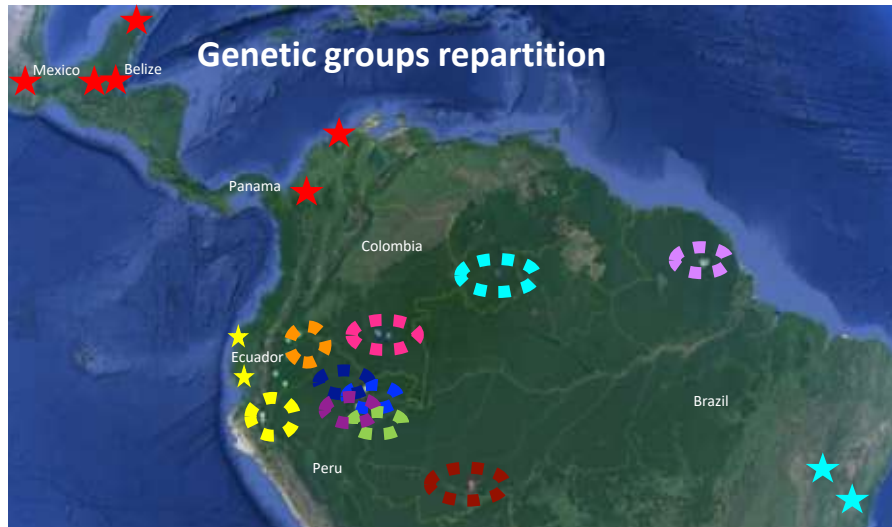 Genetic groups repartition
Mexico
Belize
Panama
Colombia
Ecuador
Brazil
Peru